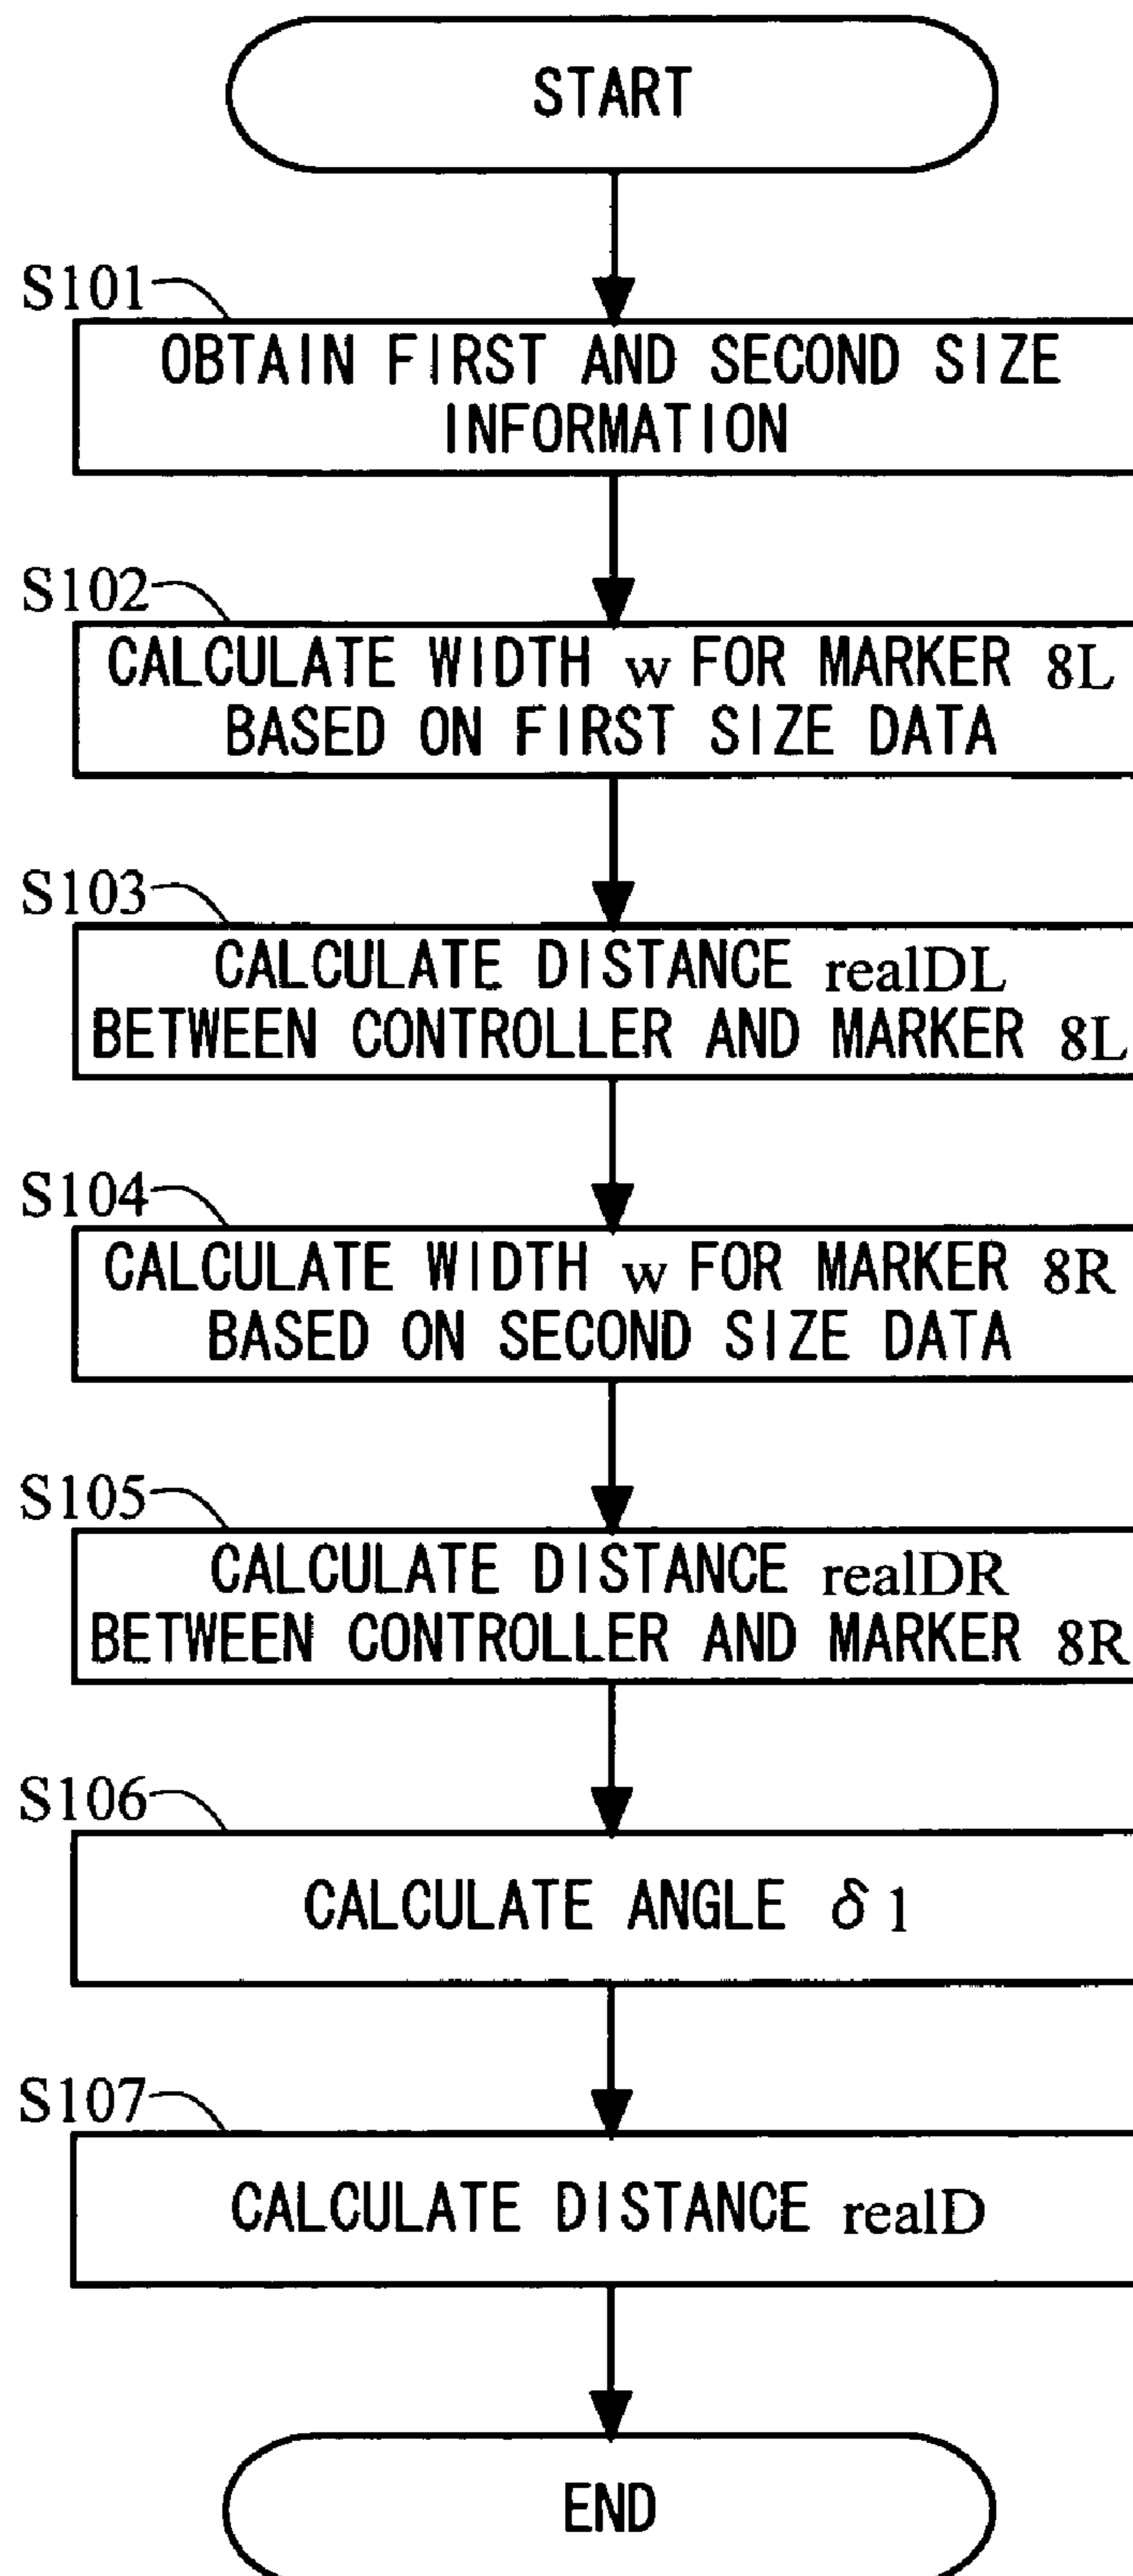 START
S101
OBTAIN FIRST AND SECOND SIZE
INFORMATION
S102
CALCULATE WIDTH w FOR MARKER 8L
BASED ON FIRST SIZE DATA
S103
CALCULATE DISTANCE realDL
BETWEEN CONTROLLER AND MARKER 8L
S104
CALCULATE WIDTH w FOR MARKER 8R
BASED ON SECOND SIZE DATA
S105
CALCULATE DISTANCE realDR
BETWEEN CONTROLLER AND MARKER 8R
S106
CALCULATE ANGLE δ1
S107
CALCULATE DISTANCE realD
END